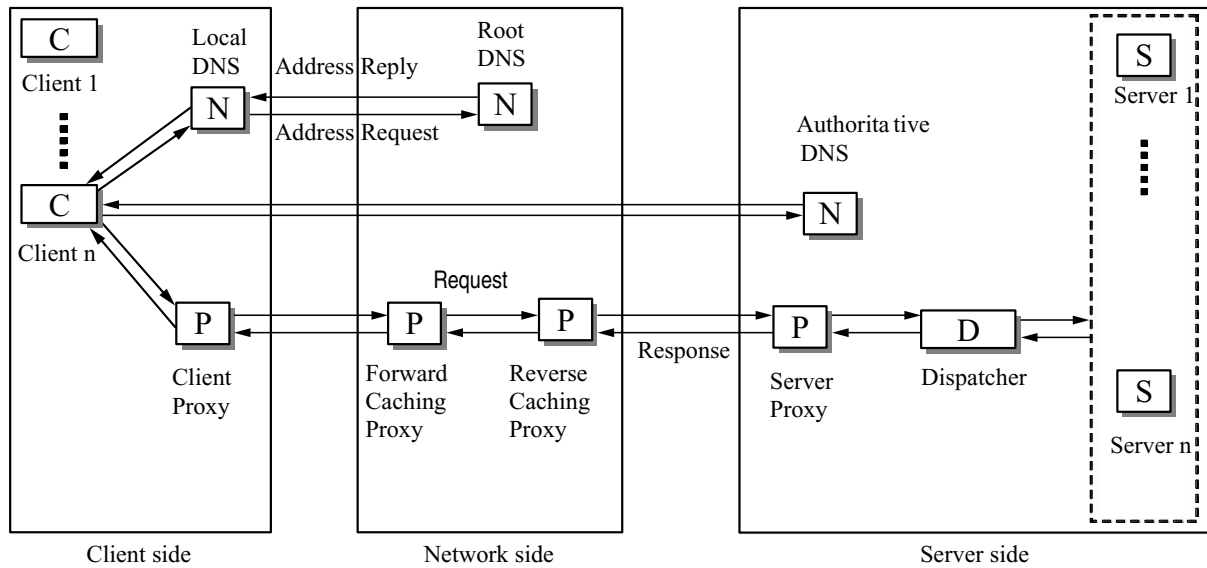 C
Client 1
Local
DNS
N
Address Reply
Address Request
Root
DNS
N
C
Client n
Authorita tive
DNS
N
S
Server 1
Request
P
Client
Proxy
P
Forward
Caching
Proxy
P
Reverse
Caching
Proxy
Response
P
Server
Proxy
D
Dispatcher
S
Server n
Client side
Network side
Server side